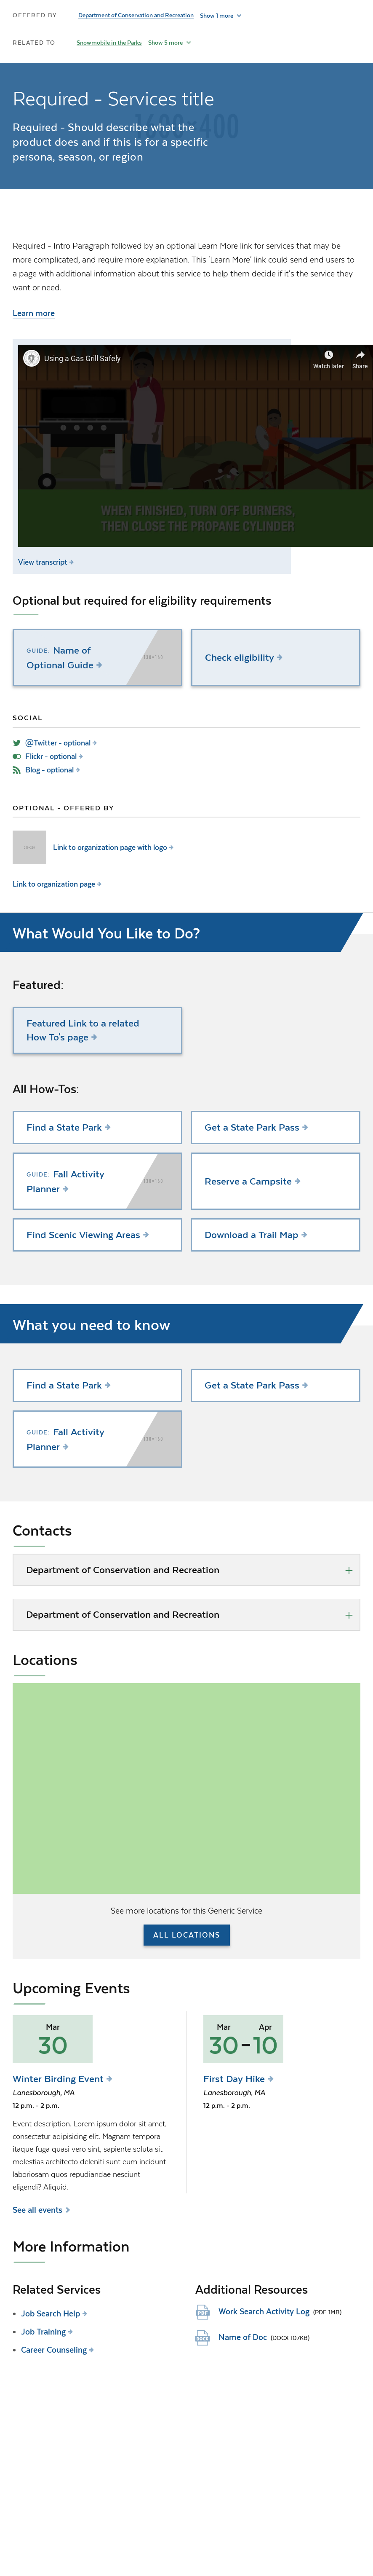 OFFERED BY Department of Conservation and Recreation Show 1 more
RELATED TO Snowmobile in the Parks Show 5 more
Required - Services title
1600x400
Required - Should describe what the
product does and if this is for a specific
persona, season, or region
Required - Intro Paragraph followed by an optional Learn More link for services that may be
more complicated, and require more explanation. This 'Learn More' link could send end users to
a page with additional information about this service to help them decide if it's the service they
want or need.
Learn more
Using a Gas Grill Safely
Watch later Share
WHEN FINISHED, TURN OFF BURNERS,
THEN CLOSE THE PROPANE CYLINDER
View transcript
Optional but required for eligibility requirements
GUIDE: Name of
Optional Guide
Check eligibility
SOCIAL
@Twitter - optional
Flickr - optional
Blog - optional
OPTIONAL - OFFERED BY
Link to organization page with logo
Link to organization page
What Would You Like to Do?
Featured:
Featured Link to a related
How To's page
All How-Tos:
Find a State Park
Get a State Park Pass
GUIDE: Fall Activity
Planner
Reserve a Campsite
Find Scenic Viewing Areas
Download a Trail Map
What you need to know
Find a State Park
Get a State Park Pass
GUIDE: Fall Activity
Planner
Contacts
Department of Conservation and Recreation
Department of Conservation and Recreation
Locations
See more locations for this Generic Service
ALL LOCATIONS
Upcoming Events
Mar
30
Winter Birding Event
Lanesborough, MA
12 p.m. - 2 p.m.
Event description. Lorem ipsum dolor sit amet,
consectetur adipisicing elit. Magnam tempora
itaque fuga quasi vero sint, sapiente soluta sit
molestias architecto deleniti sunt eum incidunt
laboriosam quos repudiandae nesciunt
eligendi? Aliquid.
Mar Apr
30-10
First Day Hike
Lanesborough, MA
12 p.m. - 2 p.m.
See all events
More Information
Related Services
Job Search Help
Job Training
Career Counseling
Additional Resources
PDF Work Search Activity Log (PDF 1MB)
DOCX Name of Doc (DOCX 107KB)